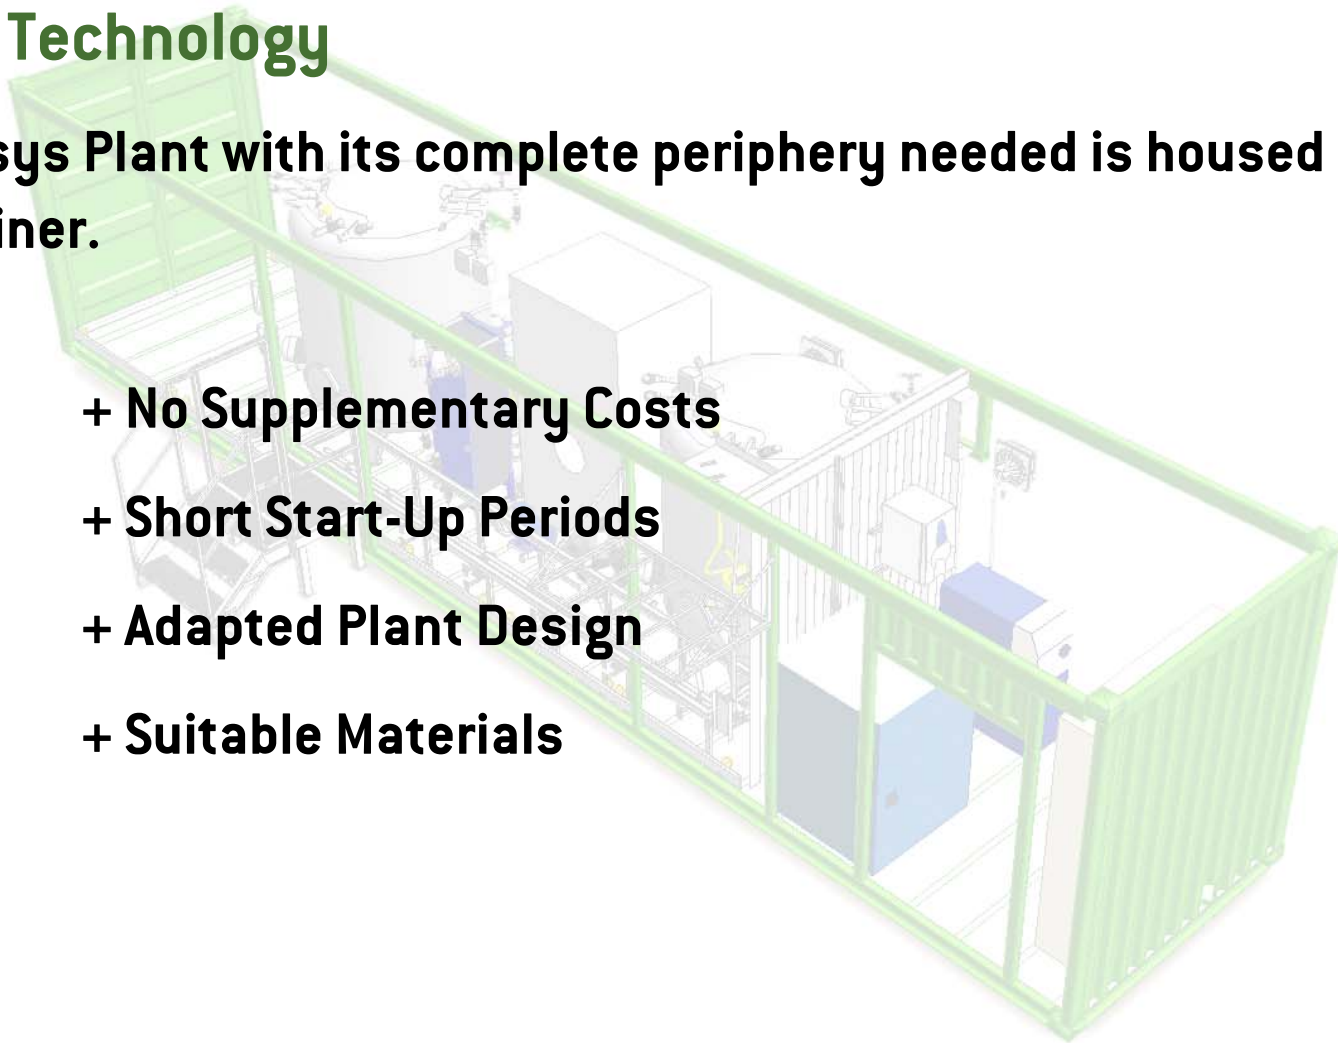 Technology
sys Plant with its complete periphery needed is housed
iner.
+ No Supplementary Costs
+ Short Start-Up Periods
+ Adapted Plant Design
+ Suitable Materials